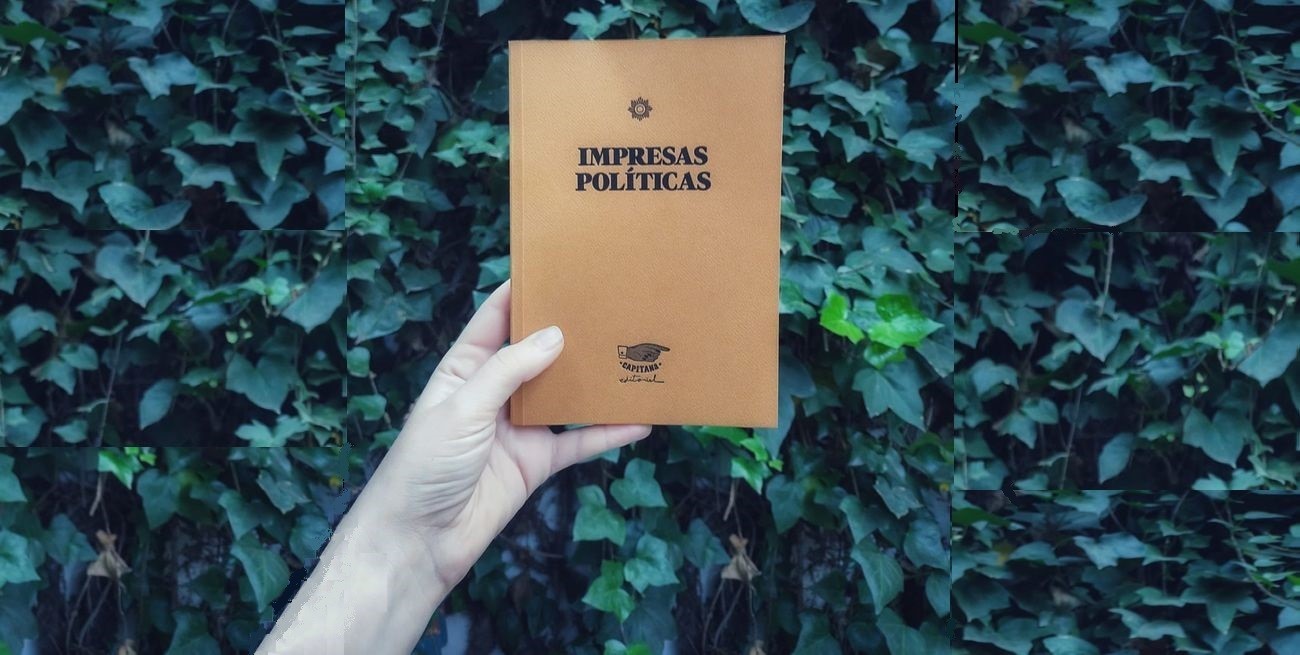 IMPRESAS
POLÍTICAS
·CAPITANA·
editorial